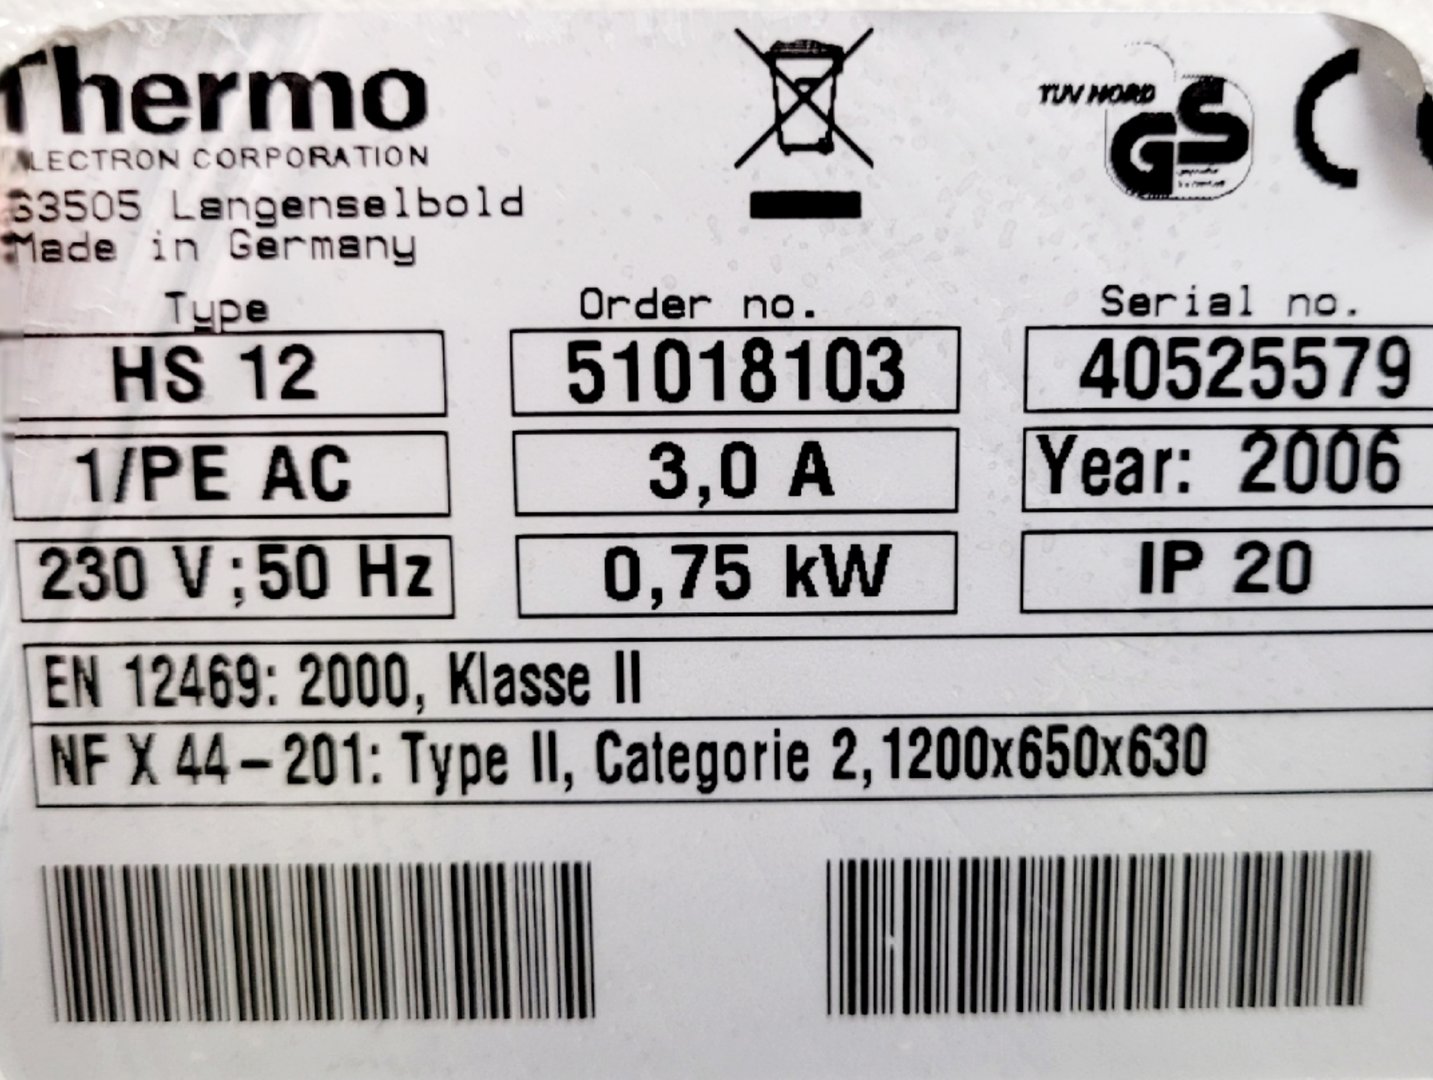 Thermo
ELECTRON CORPORATION
63505 Langenselbold
Made in Germany
TUV NORD
GS
CE
Type Order no. Serial no.
HS 12 51018103 40525579
1/PE AC 3,0 A Year: 2006
230 V;50 Hz 0,75 kW IP 20
EN 12469: 2000, Klasse II
NF X 44-201: Type II, Categorie 2,1200x650x630